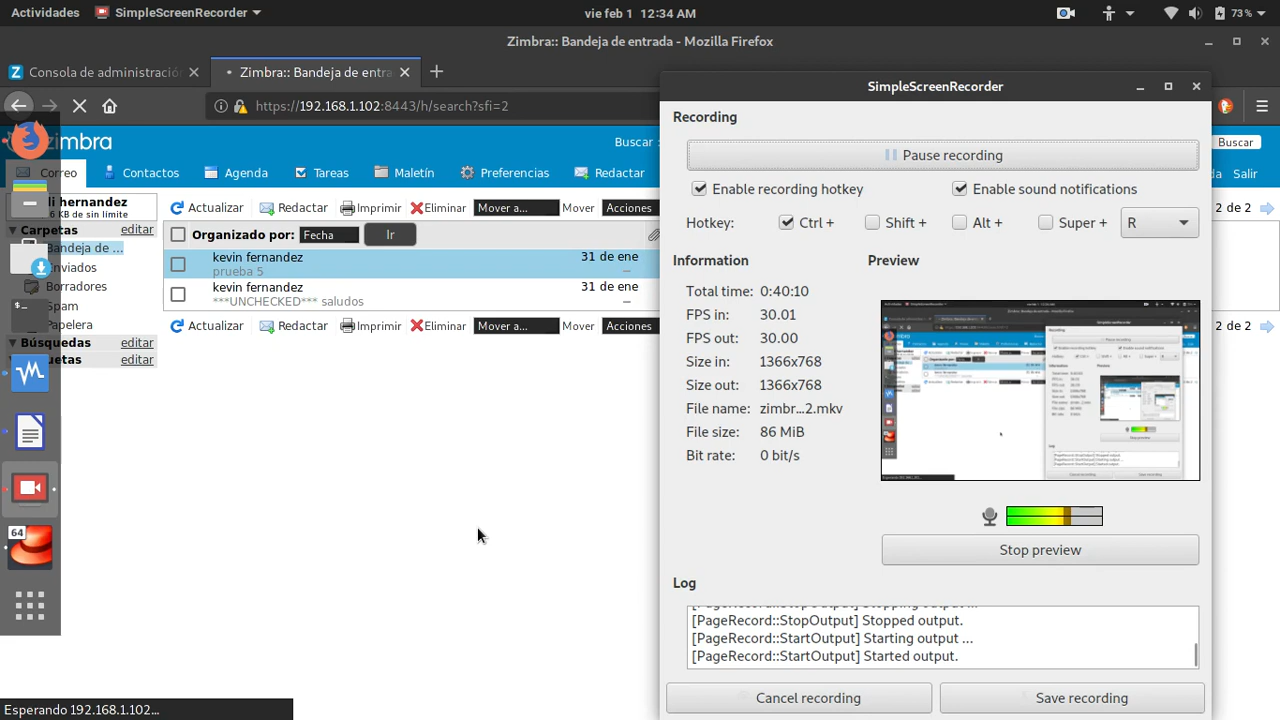 Actividades SimpleScreenRecorder vie feb 1 12:34 AM 73%
Zimbra:: Bandeja de entrada - Mozilla Firefox
Consola de administració Zimbra:: Bandeja de entra
https://192.168.1.102:8443/h/search?sfi=2
zimbra Buscar : Buscar
Correo Contactos Agenda Tareas Maletín Preferencias Redactar Salir
li hernandez
6 KB de sin límite
Actualizar Redactar Imprimir Eliminar Mover a... Mover Acciones 2 de 2
Carpetas editar
Organizado por: Fecha Ir
Bandeja de ...
kevin fernandez 31 de ene
prueba 5
Enviados
Borradores
kevin fernandez 31 de ene
***UNCHECKED*** saludos
Spam
Papelera
Actualizar Redactar Imprimir Eliminar Mover a... Mover Acciones 2 de 2
Búsquedas editar
quetas editar
64
Esperando 192.168.1.102...
SimpleScreenRecorder
Recording
Pause recording
Enable recording hotkey Enable sound notifications
Hotkey: Ctrl + Shift + Alt + Super + R
Information Preview
Total time: 0:40:10
FPS in: 30.01
FPS out: 30.00
Size in: 1366x768
Size out: 1366x768
File name: zimbr...2.mkv
File size: 86 MiB
Bit rate: 0 bit/s
Stop preview
Log
[PageRecord::StopOutput] Stopping output ...
[PageRecord::StopOutput] Stopped output.
[PageRecord::StartOutput] Starting output ...
[PageRecord::StartOutput] Started output.
Cancel recording Save recording